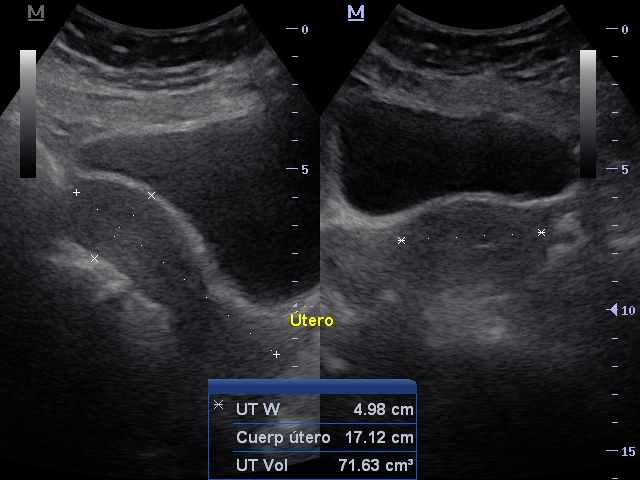 M
M
0
0
5
5
10
15
Útero
UT W 4.98 cm
Cuerp útero 17.12 cm
UT Vol 71.63 cm³